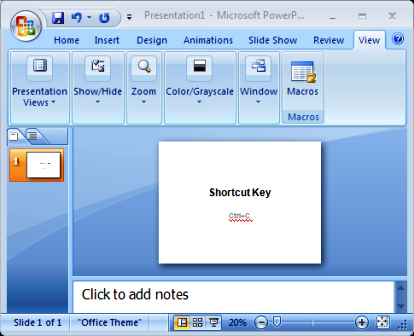 Presentation1 - Microsoft PowerP...
Home Insert Design Animations Slide Show Review View
Presentation Views Show/Hide Zoom Color/Grayscale Window Macros
Macros
1
Shortcut Key
Ctrl+C
Click to add notes
Slide 1 of 1 "Office Theme" 20%